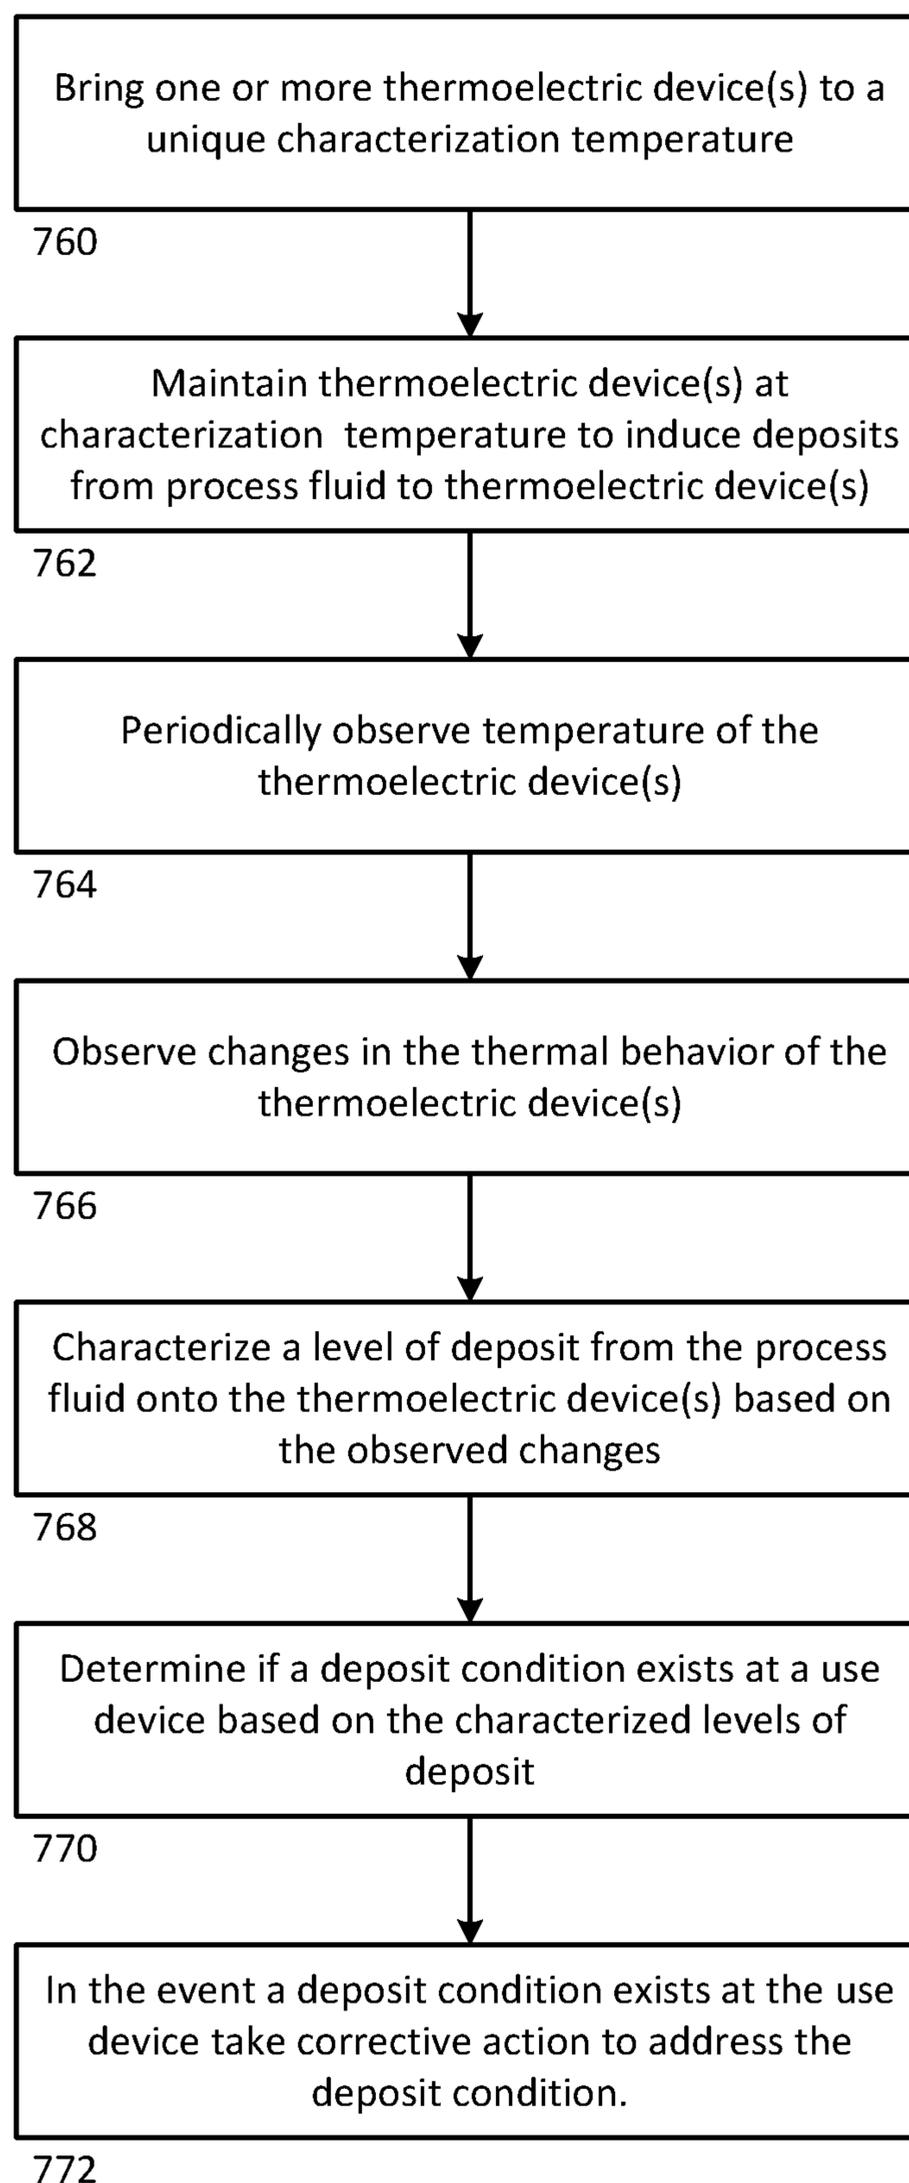 Bring one or more thermoelectric device(s) to a
unique characterization temperature
760
Maintain thermoelectric device(s) at
characterization  temperature to induce deposits
from process fluid to thermoelectric device(s)
762
Periodically observe temperature of the
thermoelectric device(s)
764
Observe changes in the thermal behavior of the
thermoelectric device(s)
766
Characterize a level of deposit from the process
fluid onto the thermoelectric device(s) based on
the observed changes
768
Determine if a deposit condition exists at a use
device based on the characterized levels of
deposit
770
In the event a deposit condition exists at the use
device take corrective action to address the
deposit condition.
772